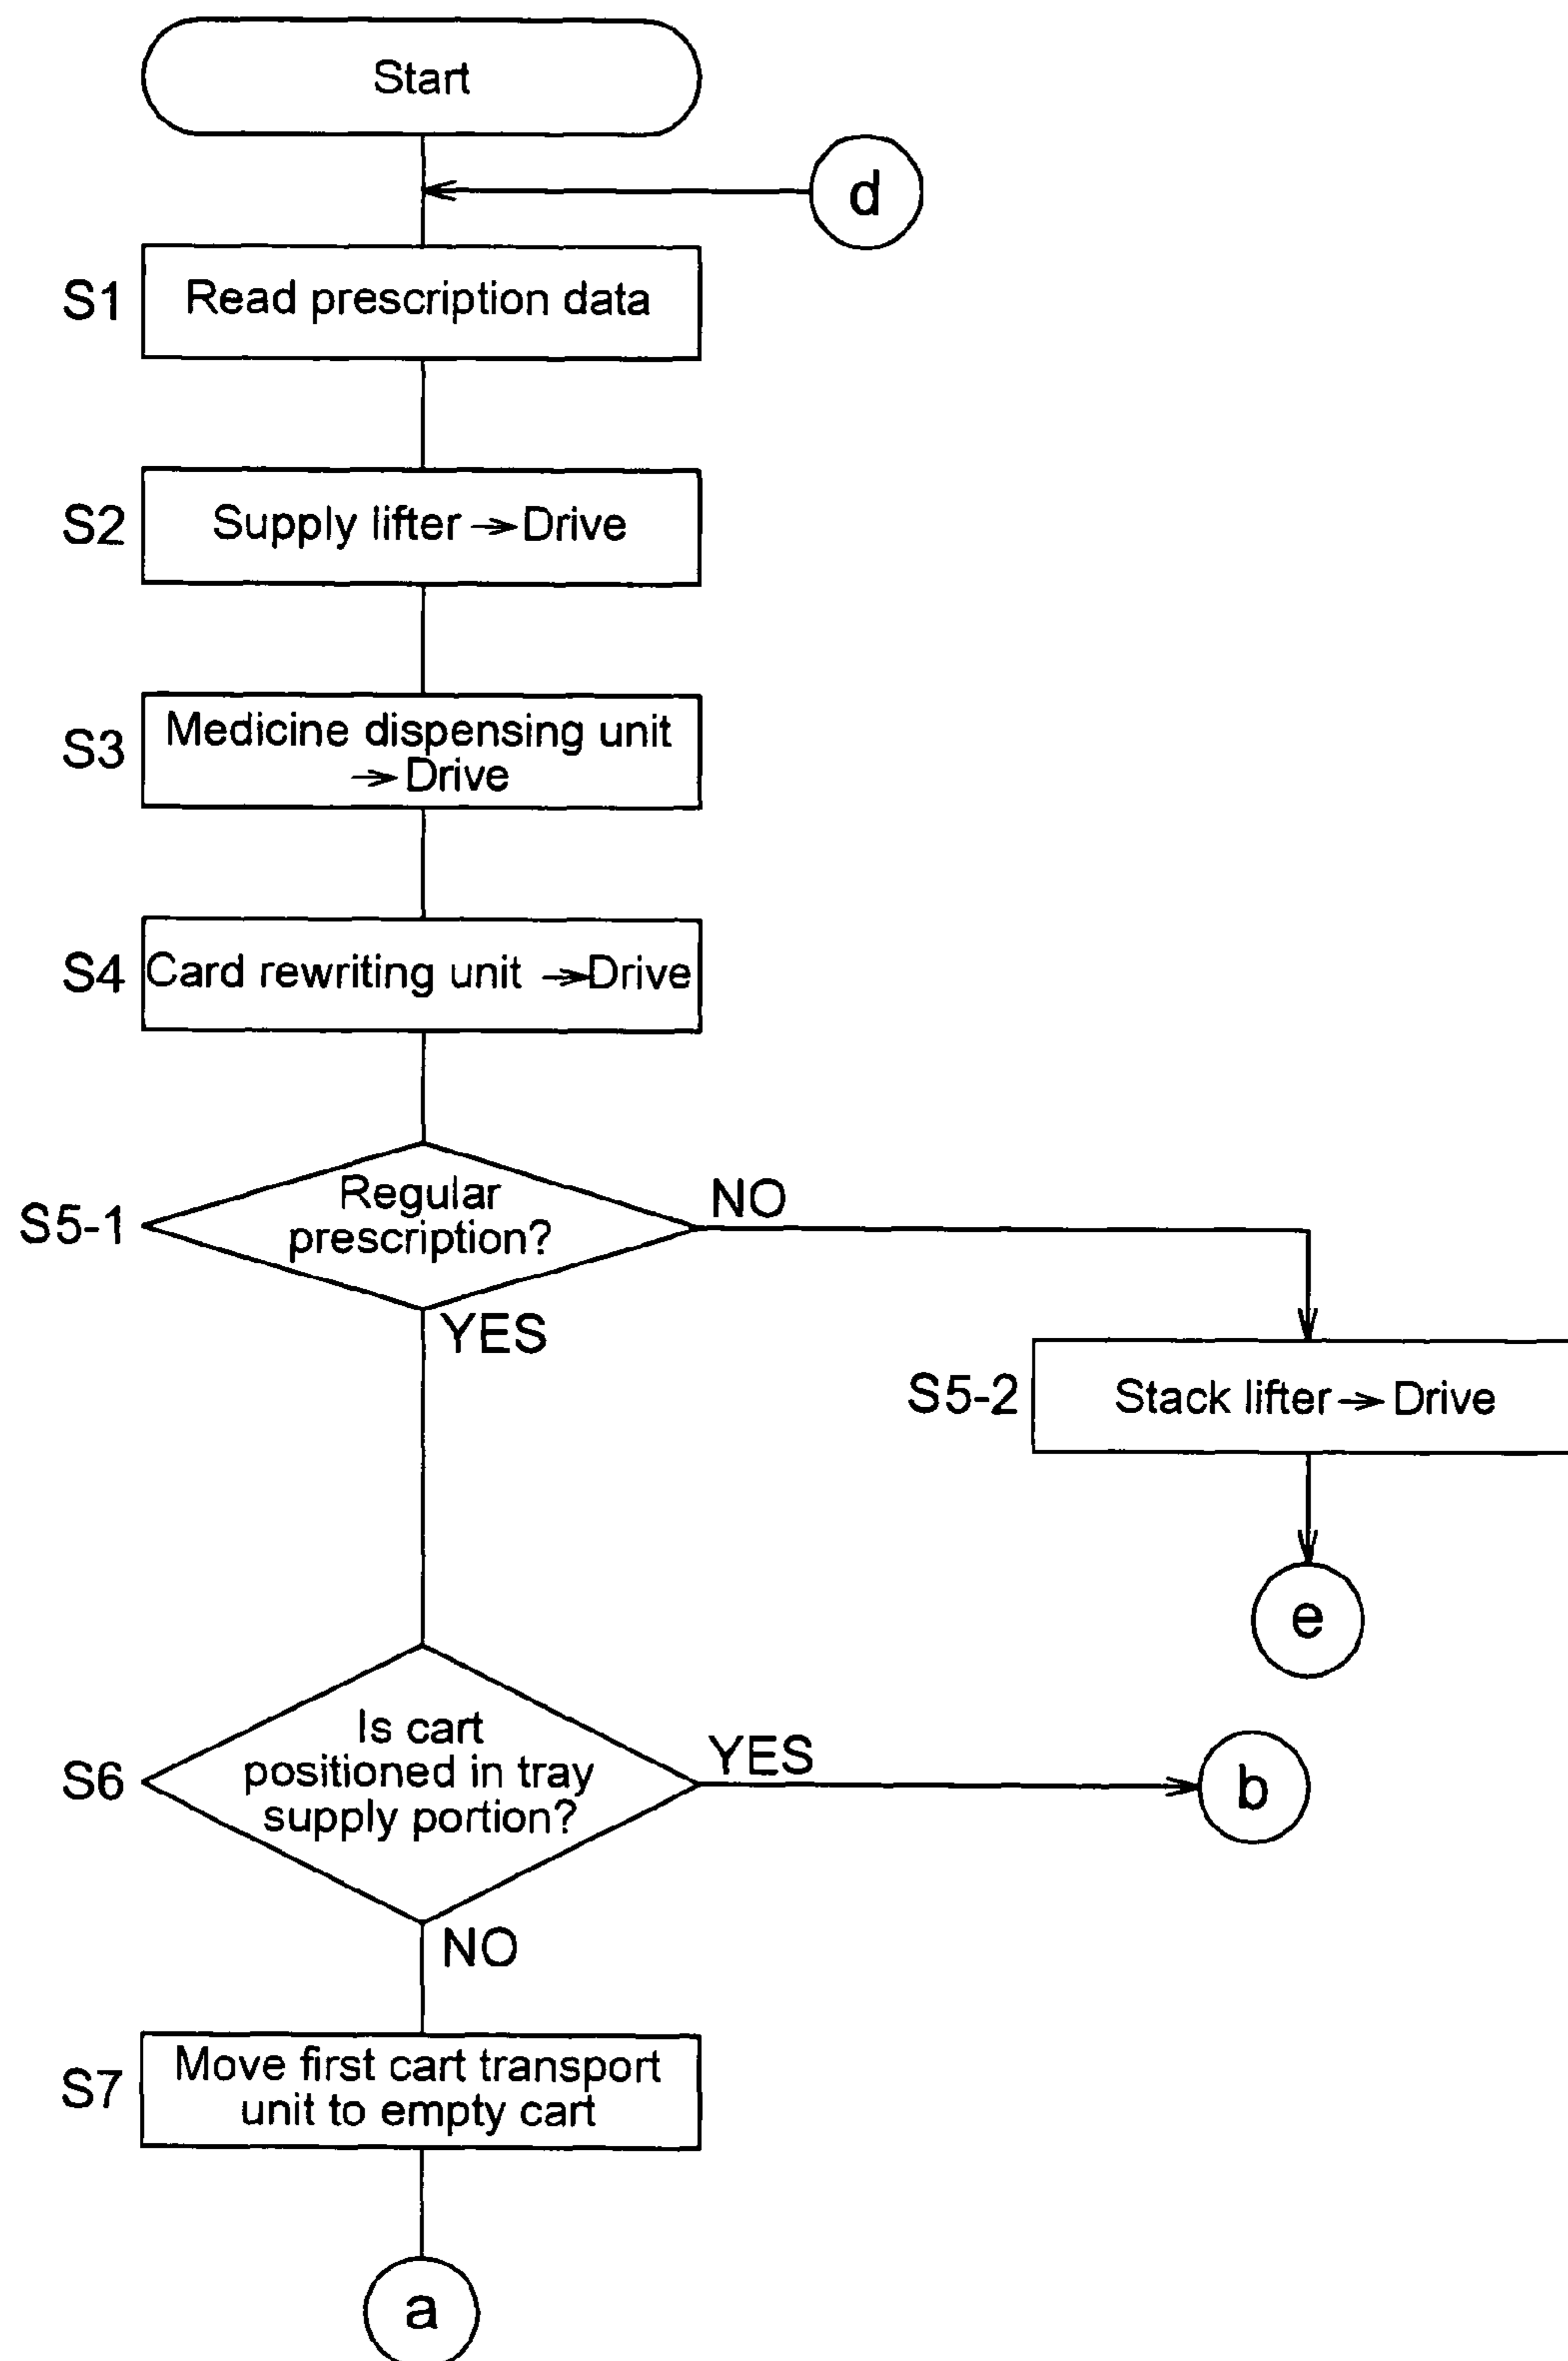 Start
d
S1
Read prescription data
S2
Supply lifter → Drive
S3
Medicine dispensing unit
→ Drive
S4
Card rewriting unit → Drive
S5-1
Regular
prescription?
NO
YES
S5-2
Stack lifter → Drive
e
S6
Is cart
positioned in tray
supply portion?
YES
b
NO
S7
Move first cart transport
unit to empty cart
a